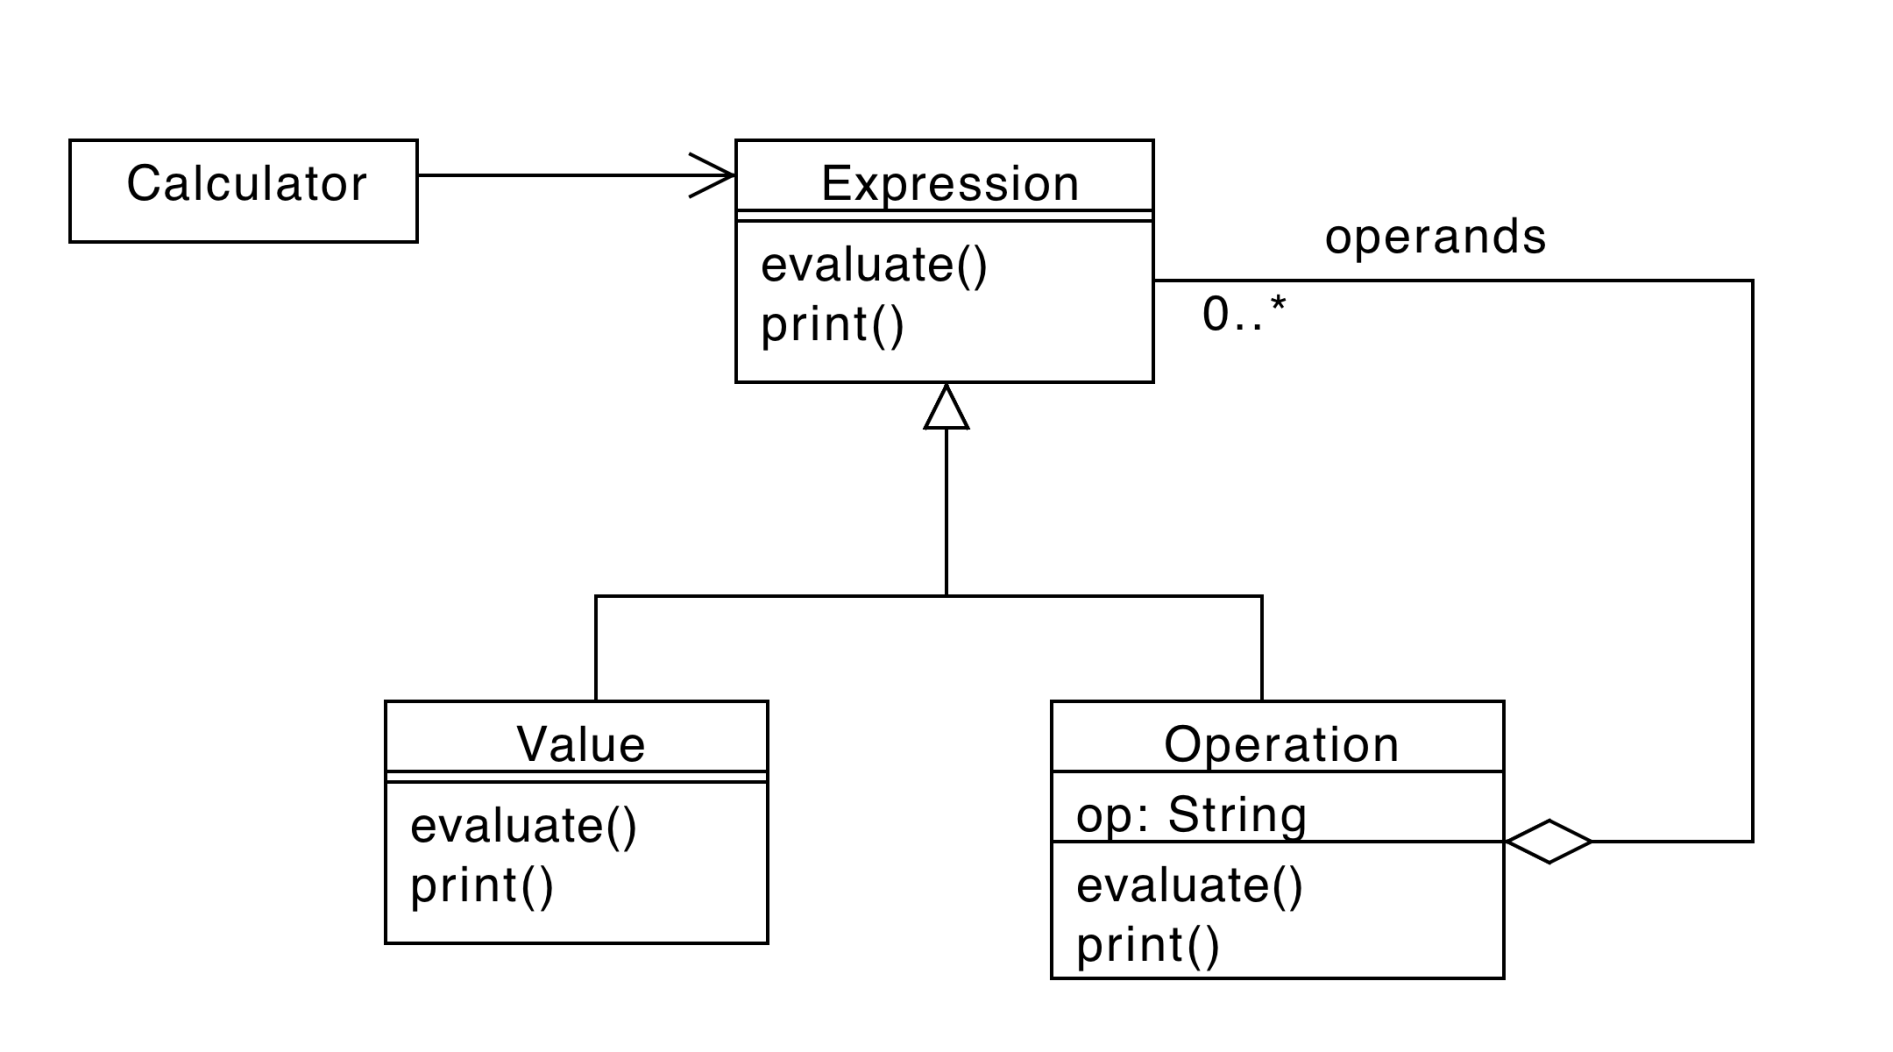 Calculator
Expression
evaluate()
print()
operands
0..*
Value
evaluate()
print()
Operation
op: String
evaluate()
print()